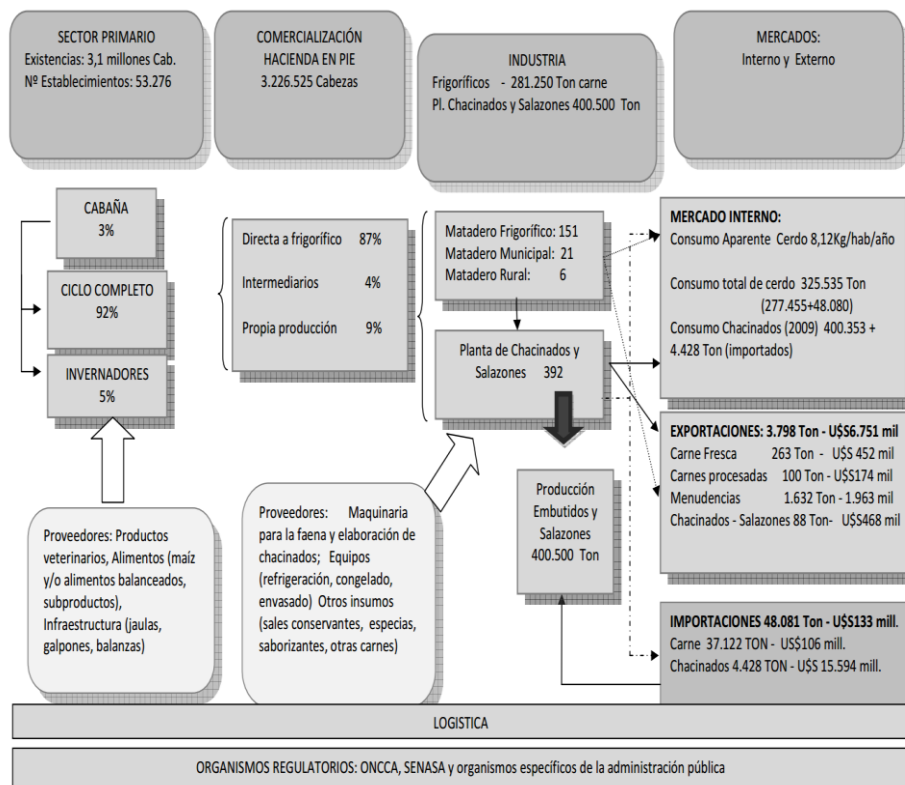 SECTOR PRIMARIO
Existencias: 3,1 millones Cab.
Nº Establecimientos: 53.276
COMERCIALIZACIÓN
HACIENDA EN PIE
3.226.525 Cabezas
INDUSTRIA
Frigoríficos - 281.250 Ton carne
Pl. Chacinados y Salazones 400.500 Ton
MERCADOS:
Interno y Externo
CABAÑA
3%
CICLO COMPLETO
92%
INVERNADORES
5%
Directa a frigorífico 87%
Intermediarios 4%
Propia producción 9%
Matadero Frigorífico: 151
Matadero Municipal: 21
Matadero Rural: 6
Planta de Chacinados y
Salazones 392
Producción
Embutidos y
Salazones
400.500 Ton
MERCADO INTERNO:
Consumo Aparente Cerdo 8,12Kg/hab/año
Consumo total de cerdo 325.535 Ton
(277.455+48.080)
Consumo Chacinados (2009) 400.353 +
4.428 Ton (importados)
EXPORTACIONES: 3.798 Ton - U$S6.751 mil
Carne Fresca 263 Ton - U$S 452 mil
Carnes procesadas 100 Ton - U$S174 mil
Menudencias 1.632 Ton - 1.963 mil
Chacinados - Salazones 88 Ton- U$S468 mil
IMPORTACIONES 48.081 Ton - U$S133 mill.
Carne 37.122 TON - US$106 mill.
Chacinados 4.428 TON - U$S 15.594 mill.
Proveedores: Productos
veterinarios, Alimentos (maíz
y/o alimentos balanceados,
subproductos),
Infraestructura (jaulas,
galpones, balanzas)
Proveedores: Maquinaria
para la faena y elaboración de
chacinados; Equipos
(refrigeración, congelado,
envasado) Otros insumos
(sales conservantes, especias,
saborizantes, otras carnes)
LOGISTICA
ORGANISMOS REGULATORIOS: ONCCA, SENASA y organismos específicos de la administración pública